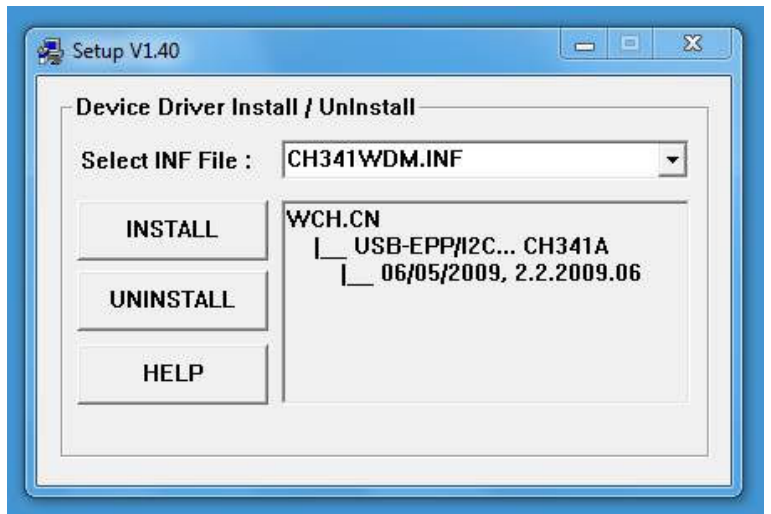 Setup V1.40
Device Driver Install / UnInstall
Select INF File :
CH341WDM.INF
INSTALL
UNINSTALL
HELP
WCH.CN
|__ USB-EPP/I2C... CH341A
|__ 06/05/2009, 2.2.2009.06